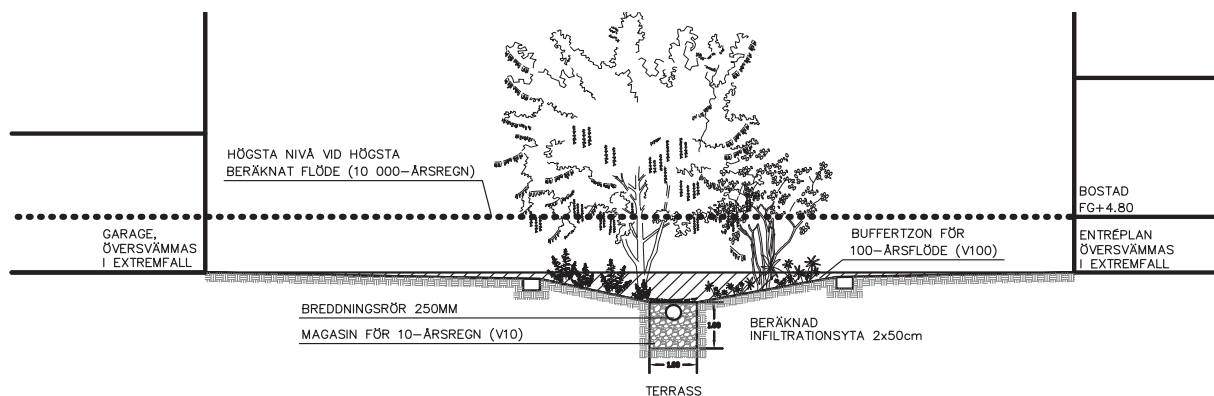 HÖGSTA NIVÅ VID HÖGSTA
BERÄKNAT FLÖDE (10 000-ÅRSREGN)
BOSTAD
FG+4.80
GARAGE,
ÖVERSVÄMMAS
I EXTREMFALL
BUFFERTZON FÖR
100-ÅRSFLÖDE (V100)
ENTRÉPLAN
ÖVERSVÄMMAS
I EXTREMFALL
BREDDNINGSRÖR 250MM
MAGASIN FÖR 10-ÅRSREGN (V10)
BERÄKNAD
INFILTRATIONSYTA 2x50cm
TERRASS